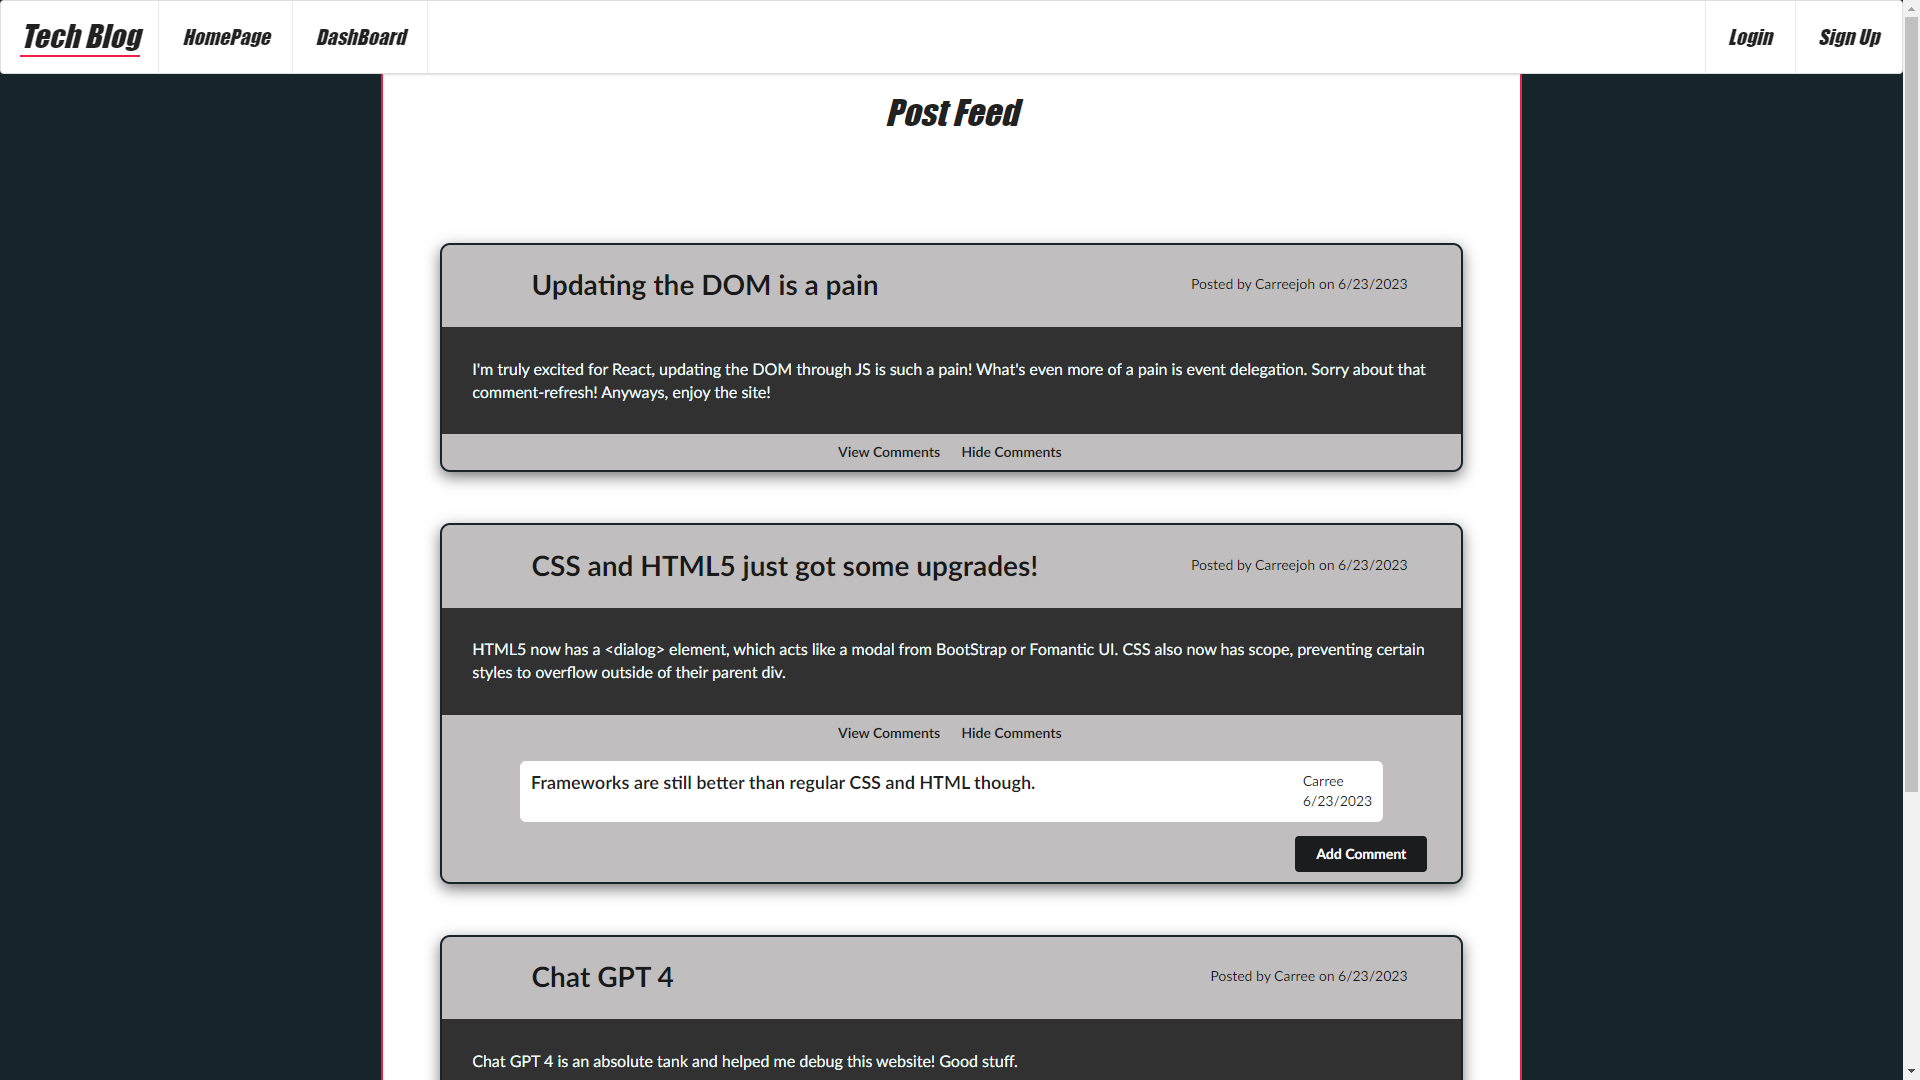 Tech Blog
HomePage
DashBoard
Login
Sign Up
Post Feed
Updating the DOM is a pain
Posted by Carreejoh on 6/23/2023
I'm truly excited for React, updating the DOM through JS is such a pain! What's even more of a pain is event delegation. Sorry about that
comment-refresh! Anyways, enjoy the site!
View Comments
Hide Comments
CSS and HTML5 just got some upgrades!
Posted by Carreejoh on 6/23/2023
HTML5 now has a <dialog> element, which acts like a modal from BootStrap or Fomantic UI. CSS also now has scope, preventing certain
styles to overflow outside of their parent div.
View Comments
Hide Comments
Frameworks are still better than regular CSS and HTML though.
Carree
6/23/2023
Add Comment
Chat GPT 4
Posted by Carree on 6/23/2023
Chat GPT 4 is an absolute tank and helped me debug this website! Good stuff.